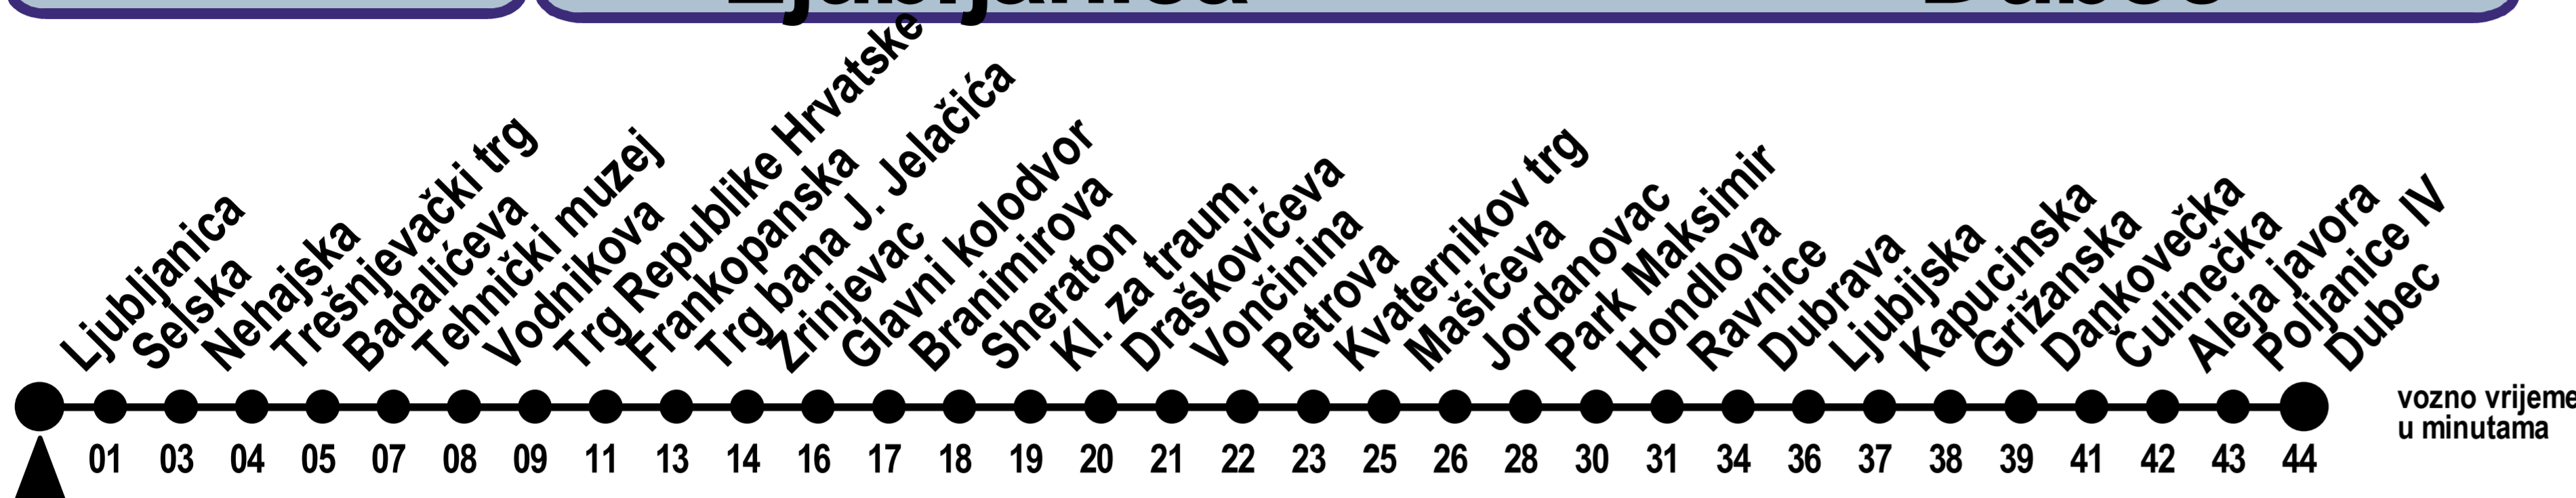 Ljubljanica
Dubec
Ljubljanica
Selska
Nehajska
Trešnjevački trg
Badalićeva
Tehnički muzej
Vodnikova
Trg Republike Hrvatske
Frankopanska
Trg bana J. Jelačića
Zrinjevac
Glavni kolodvor
Branimirova
Sheraton
Kl. za traum.
Draškovićeva
Vončinina
Petrova
Kvaternikov trg
Mašićeva
Jordanovac
Park Maksimir
Hondlova
Ravnice
Dubrava
Ljubijska
Kapucinska
Grižanska
Dankovečka
Čulinečka
Aleja javora
Poljanice IV
Dubec
vozno vrijeme
u minutama
01 03 04 05 07 08 09 11 13 14 16 17 18 19 20 21 22 23 25 26 28 30 31 34 36 37 38 39 41 42 43 44